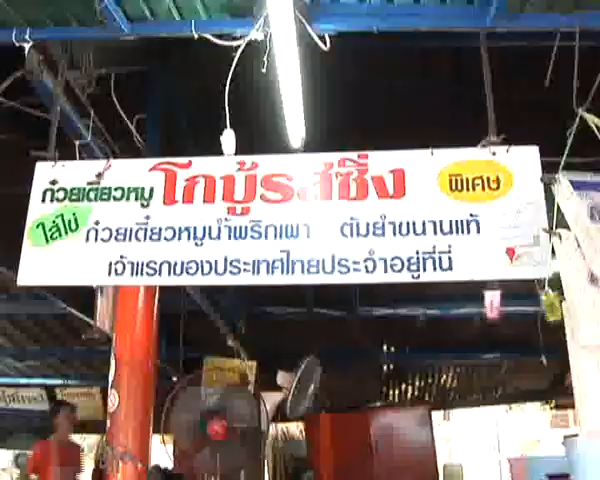 ก๋วยเตี๋ยวหมู โกบู๊รสซิ่ง พิเศษ
ใส่ไข่ ก๋วยเตี๋ยวหมูน้ำพริกเผา ต้มยำขนานแท้
เจ้าแรกของประเทศไทยประจำอยู่ที่นี่